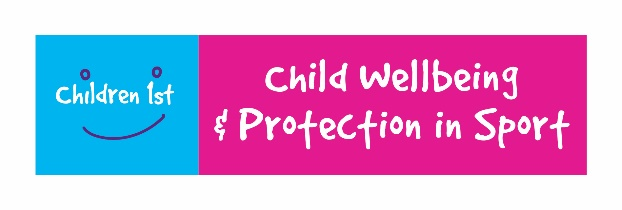 Children 1st
Child Wellbeing
& Protection in Sport